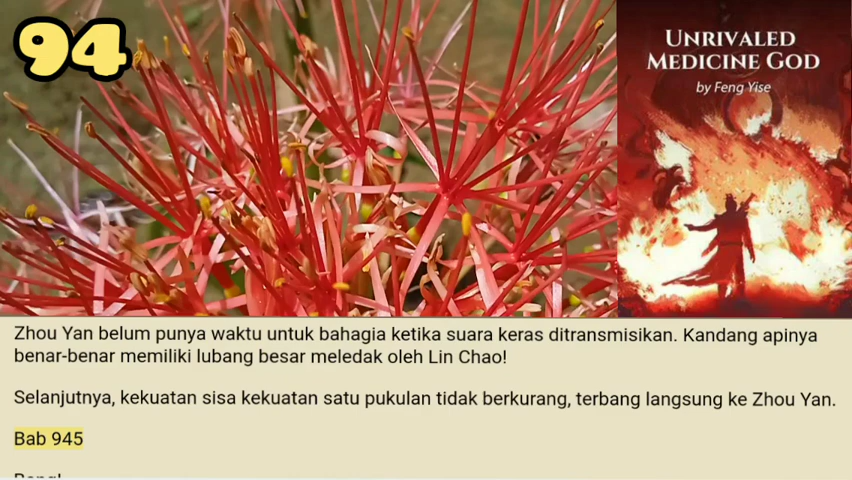 94
UNRIVALED
MEDICINE GOD
by Feng Yise
Zhou Yan belum punya waktu untuk bahagia ketika suara keras ditransmisikan. Kandang apinya
benar-benar memiliki lubang besar meledak oleh Lin Chao!
Selanjutnya, kekuatan sisa kekuatan satu pukulan tidak berkurang, terbang langsung ke Zhou Yan.
Bab 945